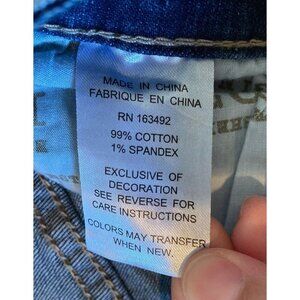 MADE IN CHINA
FABRIQUE EN CHINA
RN 163492
99% COTTON
1% SPANDEX
EXCLUSIVE OF
DECORATION
SEE REVERSE FOR
CARE INSTRUCTIONS
COLORS MAY TRANSFER
WHEN NEW.